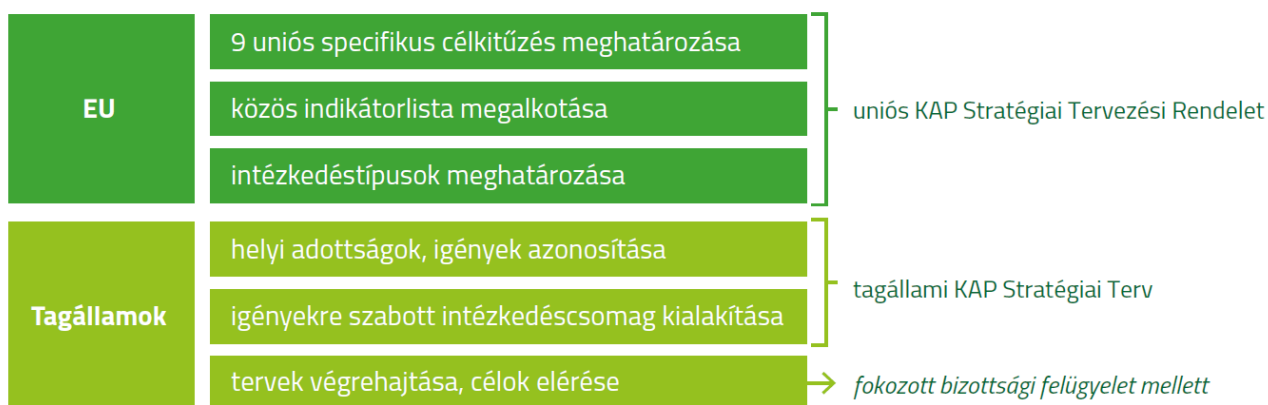 EU
9 uniós specifikus célkitűzés meghatározása
közös indikátorlista megalkotása
intézkedéstípusok meghatározása
uniós KAP Stratégiai Tervezési Rendelet
Tagállamok
helyi adottságok, igények azonosítása
igényekre szabott intézkedéscsomag kialakítása
tagállami KAP Stratégiai Terv
tervek végrehajtása, célok elérése
fokozott bizottsági felügyelet mellett